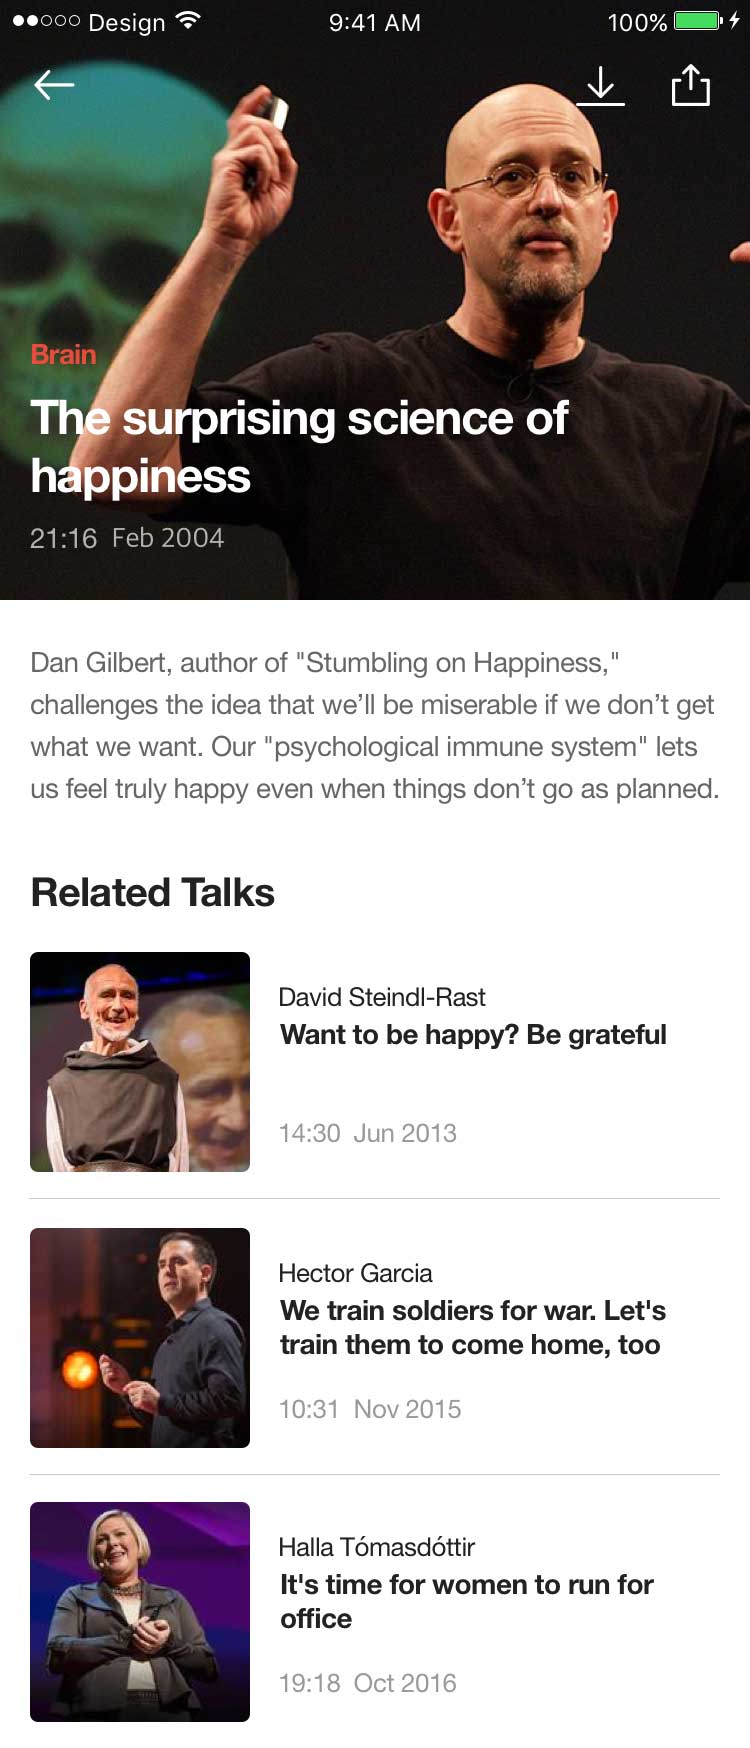 Design 9:41 AM 100%
Brain
The surprising science of
happiness
21:16 Feb 2004
Dan Gilbert, author of "Stumbling on Happiness,"
challenges the idea that we’ll be miserable if we don’t get
what we want. Our "psychological immune system" lets
us feel truly happy even when things don’t go as planned.
Related Talks
David Steindl-Rast
Want to be happy? Be grateful
14:30 Jun 2013
Hector Garcia
We train soldiers for war. Let's
train them to come home, too
10:31 Nov 2015
Halla Tómasdóttir
It's time for women to run for
office
19:18 Oct 2016